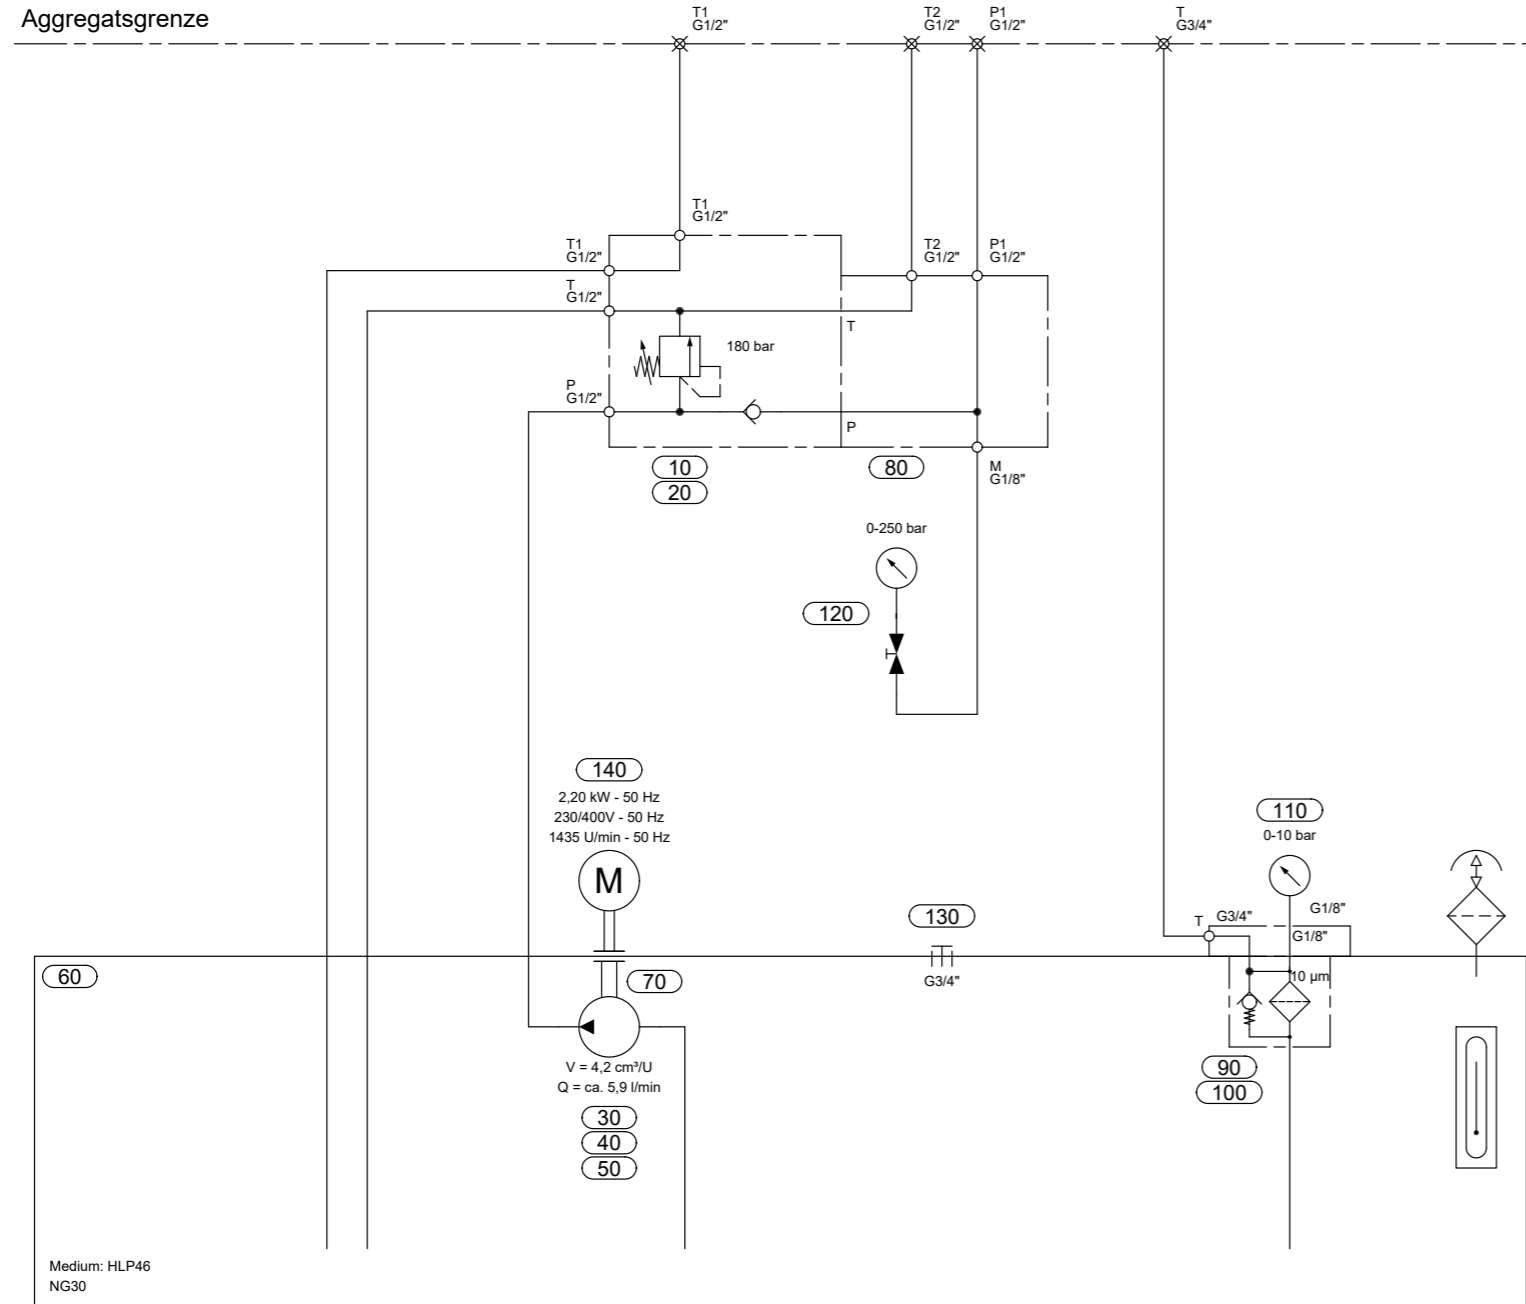 Aggregatsgrenze
T1
G1/2"
T2
G1/2"
P1
G1/2"
T
G3/4"
T1
G1/2"
T1
G1/2"
T2
G1/2"
P1
G1/2"
T
G1/2"
T
180 bar
P
G1/2"
P
10
20
80
M
G1/8"
0-250 bar
120
140
2,20 kW - 50 Hz
230/400V - 50 Hz
1435 U/min - 50 Hz
M
110
0-10 bar
130
G3/4"
T
G3/4"
G1/8"
G1/8"
10 µm
60
70
V = 4,2 cm³/U
Q = ca. 5,9 l/min
30
40
50
90
100
Medium: HLP46
NG30